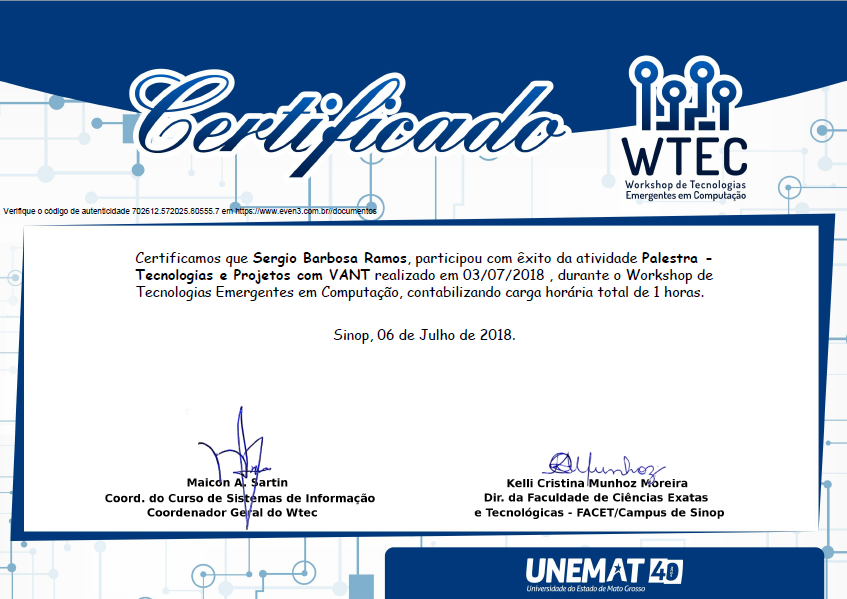 Certificado
WTEC
Workshop de Tecnologias
Emergentes em Computação
Verifique o código de autenticidade 702612.572025.80555.7 em https://www.even3.com.br//documentos
Certificamos que Sergio Barbosa Ramos, participou com êxito da atividade Palestra -
Tecnologias e Projetos com VANT realizado em 03/07/2018 , durante o Workshop de
Tecnologias Emergentes em Computação, contabilizando carga horária total de 1 horas.
Sinop, 06 de Julho de 2018.
Maicon A. Sartin
Coord. do Curso de Sistemas de Informação
Coordenador Geral do Wtec
Kelli Cristina Munhoz Moreira
Dir. da Faculdade de Ciências Exatas
e Tecnológicas - FACET/Campus de Sinop
UNEMAT 40
Universidade do Estado de Mato Grosso